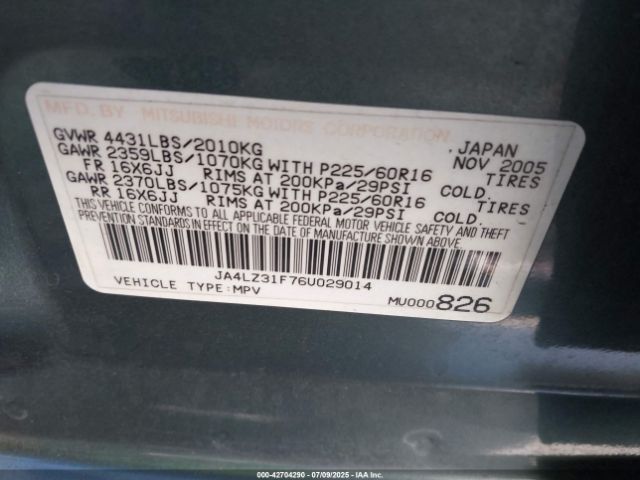 MFD. BY MITSUBISHI MOTORS CORPORATION
GVWR 4431LBS/2010KG . JAPAN
GAWR 2359LBS/1070KG WITH P225/60R16 NOV 2005
FR 16X6JJ RIMS AT 200KPa/29PSI COLD. TIRES
GAWR 2370LBS/1075KG WITH P225/60R16 TIRES
RR 16X6JJ RIMS AT 200KPa/29PSI COLD.
THIS VEHICLE CONFORMS TO ALL APPLICABLE FEDERAL MOTOR VEHICLE SAFETY AND THEFT
PREVENTION STANDARDS IN EFFECT ON THE DATE OF MANUFACTURE SHOWN ABOVE.
JA4LZ31F76U029014
VEHICLE TYPE:MPV MU000826
000-42704290 - 07/09/2025 - IAAI Inc.